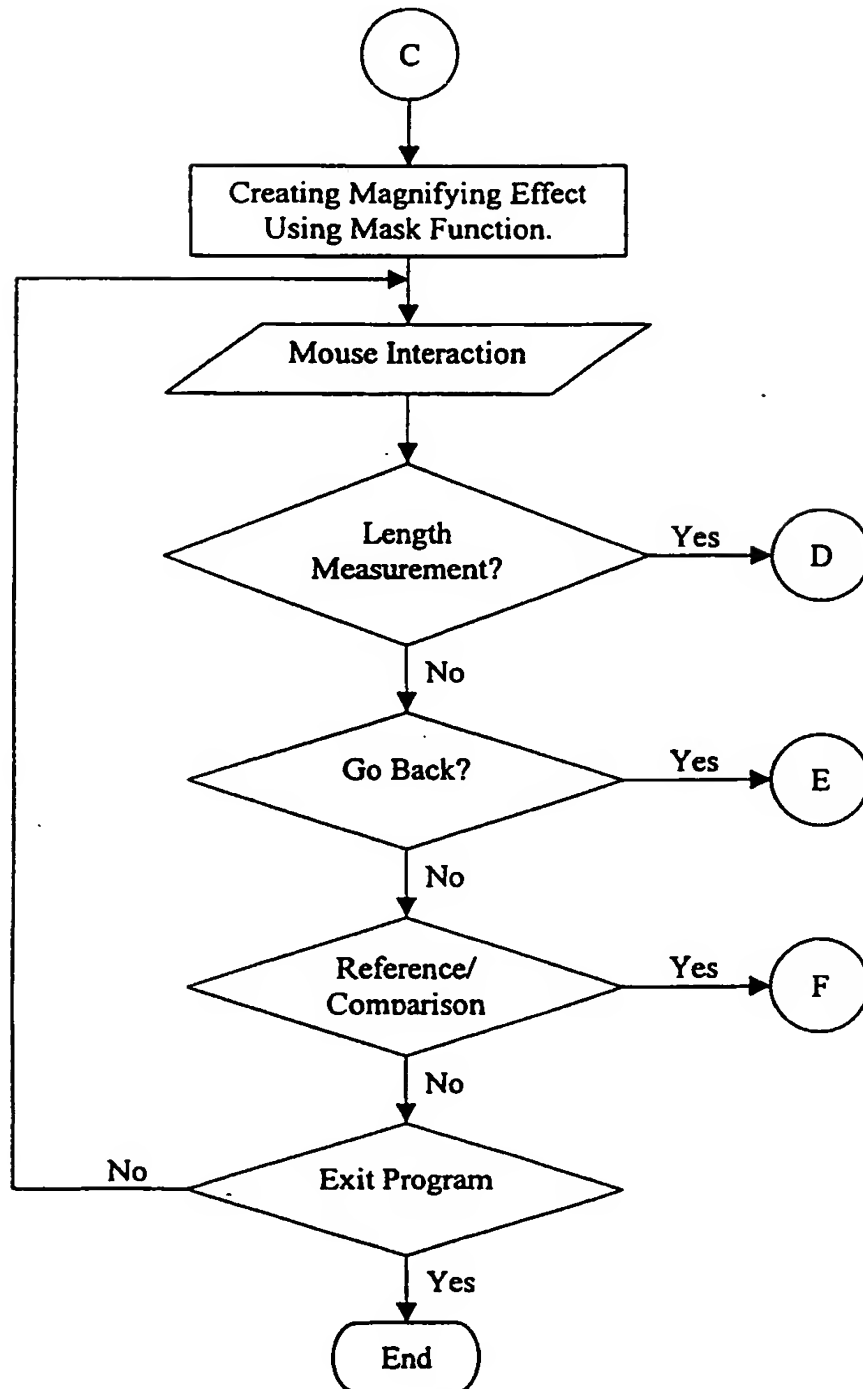 C
Creating Magnifying Effect
Using Mask Function.
Mouse Interaction
Length
Measurement?
Yes
D
No
Go Back?
Yes
E
No
Reference/
Comparison
Yes
F
No
Exit Program
No
Yes
End